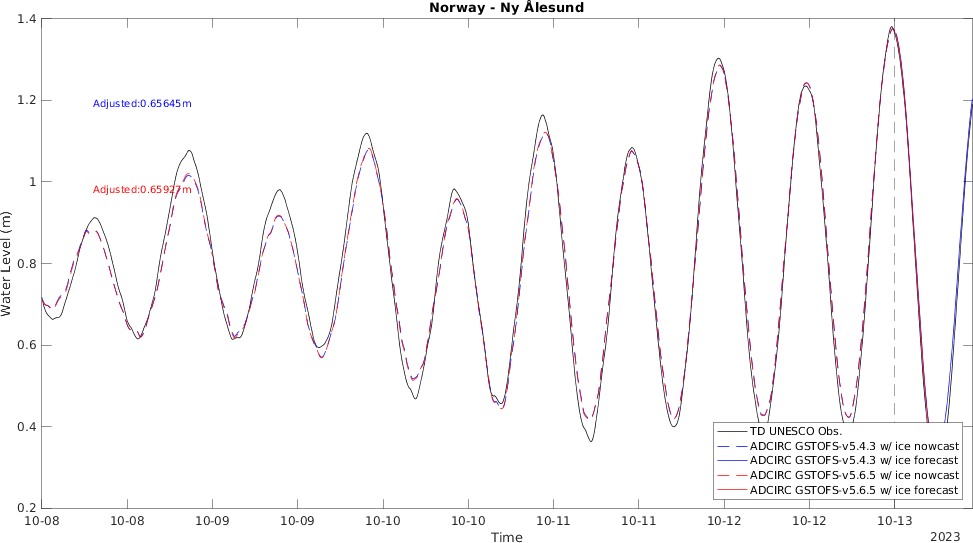 Norway - Ny Ålesund
1.4
1.2
1
0.8
0.6
0.4
0.2
Water Level (m)
Adjusted:0.65645m
Adjusted:0.65927m
TD UNESCO Obs.
ADCIRC GSTOFS-v5.4.3 w/ ice nowcast
ADCIRC GSTOFS-v5.4.3 w/ ice forecast
ADCIRC GSTOFS-v5.6.5 w/ ice nowcast
ADCIRC GSTOFS-v5.6.5 w/ ice forecast
10-08 10-08 10-09 10-09 10-10 10-10 10-11 10-11 10-12 10-12 10-13
Time
2023